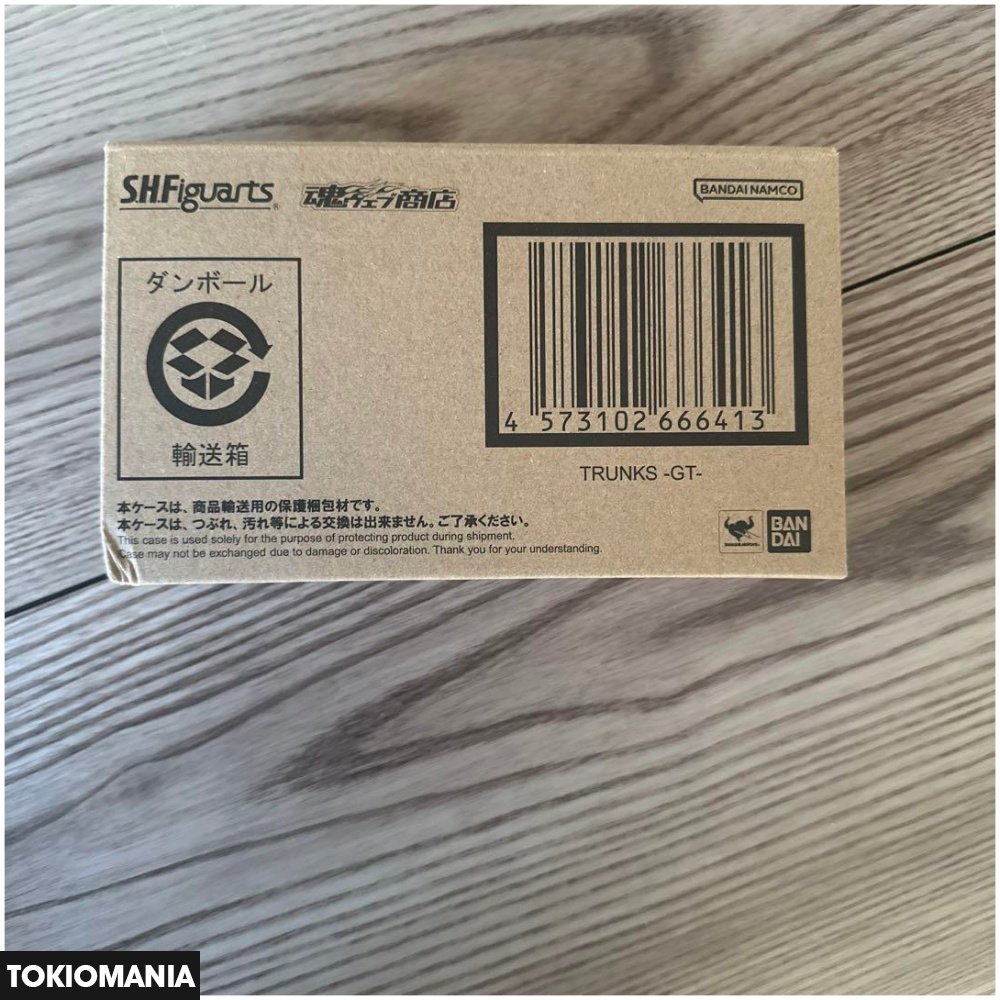 S.H.Figuarts
魂ウェブ商店
BANDAI NAMCO
ダンボール
輸送箱
4 573102 666413
TRUNKS -GT-
本ケースは、商品輸送用の保護梱包材です。
本ケースは、つぶれ、汚れ等による交換は出来ません。ご了承ください。
This case is used solely for the purpose of protecting product during shipment.
Case may not be exchanged due to damage or discoloration. Thank you for your understanding.
BAN
DAI
TOKIOMANIA